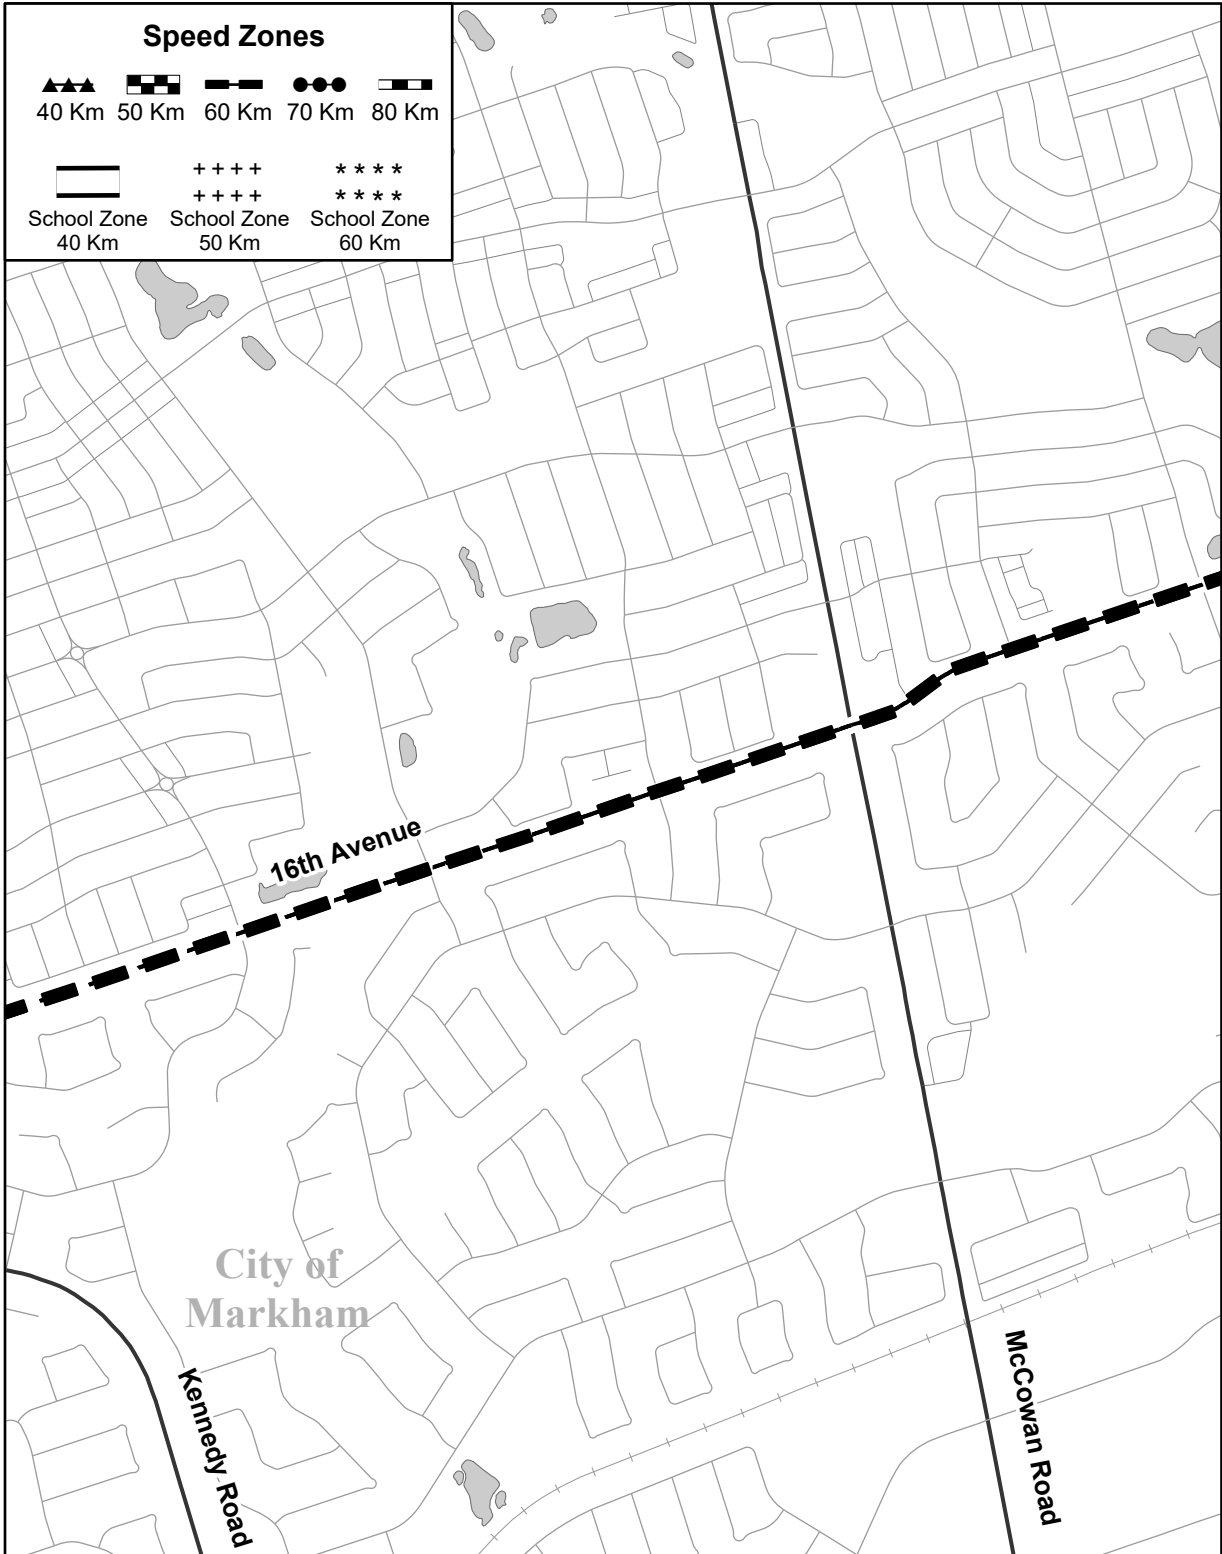 Speed Zones
40 Km 50 Km 60 Km 70 Km 80 Km
School Zone School Zone School Zone
40 Km 50 Km 60 Km
16th Avenue
City of
Markham
Kennedy Road
McCowan Road